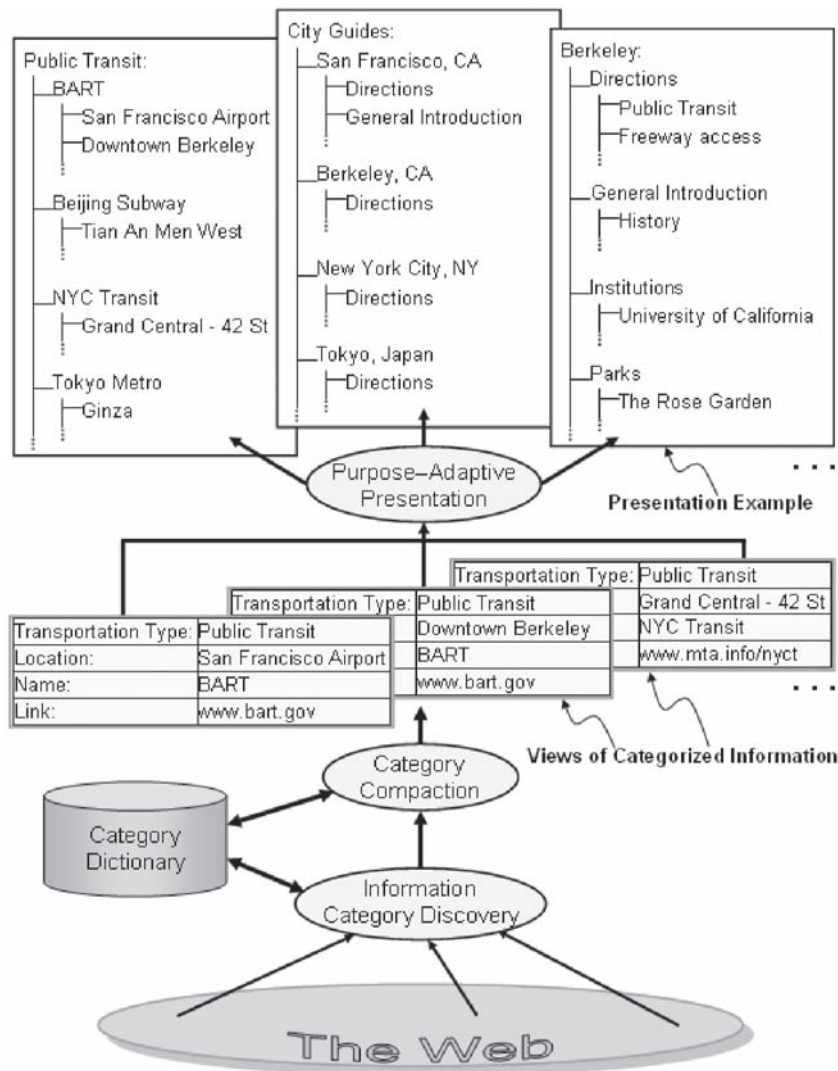 Public Transit:
BART
San Francisco Airport
Downtown Berkeley
Beijing Subway
Tian An Men West
NYC Transit
Grand Central - 42 St
Tokyo Metro
Ginza
City Guides:
San Francisco, CA
Directions
General Introduction
Berkeley, CA
Directions
New York City, NY
Directions
Tokyo, Japan
Directions
Berkeley:
Directions
Public Transit
Freeway access
General Introduction
History
Institutions
University of California
Parks
The Rose Garden
Purpose–Adaptive
Presentation
. . .
Presentation Example
Transportation Type: Public Transit
Location: San Francisco Airport
Name: BART
Link: www.bart.gov
Transportation Type: Public Transit
Downtown Berkeley
BART
www.bart.gov
Transportation Type: Public Transit
Grand Central - 42 St
NYC Transit
www.mta.info/nyct
. . .
Views of Categorized Information
Category
Compaction
Category
Dictionary
Information
Category Discovery
The Web